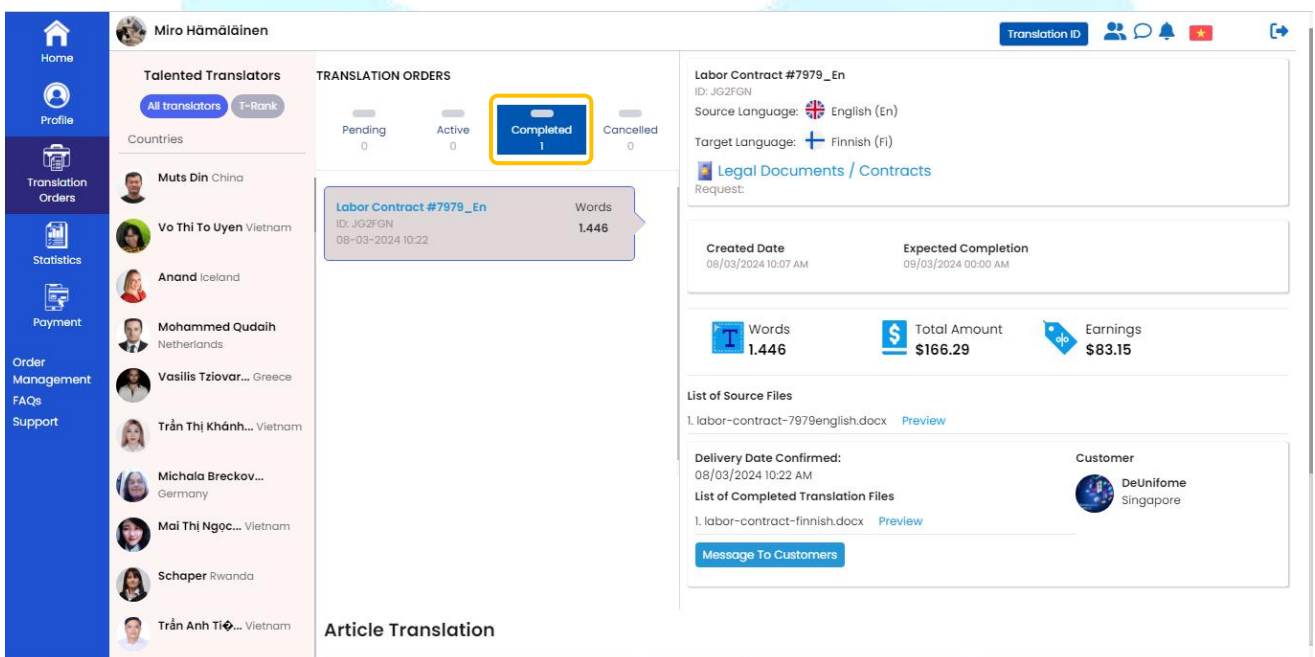 Miro Hämäläinen
Translation ID
Home
Profile
Translation
Orders
Statistics
Payment
Order
Management
FAQs
Support
Talented Translators
All translators T-Rank
Countries
Muts Din China
Vo Thi To Uyen Vietnam
Anand Iceland
Mohammed Qudaih
Netherlands
Vasilis Tziovar... Greece
Trần Thị Khánh... Vietnam
Michala Breckov...
Germany
Mai Thị Ngọc... Vietnam
Schaper Rwanda
Trần Anh Ti�... Vietnam
TRANSLATION ORDERS
Pending Active Completed Cancelled
0 0 1 0
Labor Contract #7979_En Words
ID: JG2FGN 1.446
08-03-2024 10:22
Article Translation
Labor Contract #7979_En
ID: JG2FGN
Source Language: English (En)
Target Language: Finnish (Fi)
Legal Documents / Contracts
Request:
Created Date Expected Completion
08/03/2024 10:07 AM 09/03/2024 00:00 AM
Words Total Amount Earnings
1.446 $166.29 $83.15
List of Source Files
1. labor-contract-7979english.docx Preview
Delivery Date Confirmed:
08/03/2024 10:22 AM
List of Completed Translation Files
1. labor-contract-finnish.docx Preview
Message To Customers
Customer
DeUnifome
Singapore